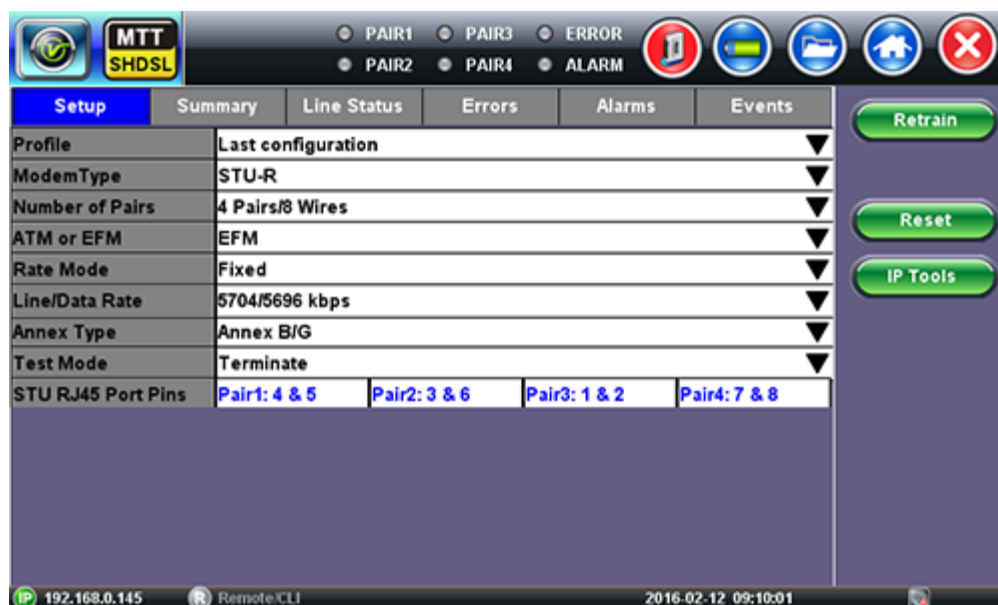 MTT
SHDSL
PAIR1 PAIR3 ERROR
PAIR2 PAIR4 ALARM
Setup Summary Line Status Errors Alarms Events
Profile Last configuration
ModemType STU-R
Number of Pairs 4 Pairs/8 Wires
ATM or EFM EFM
Rate Mode Fixed
Line/Data Rate 5704/5696 kbps
Annex Type Annex B/G
Test Mode Terminate
STU RJ45 Port Pins Pair1: 4 & 5 Pair2: 3 & 6 Pair3: 1 & 2 Pair4: 7 & 8
Retrain
Reset
IP Tools
IP 192.168.0.145 R Remote/CLI 2016-02-12 09:10:01